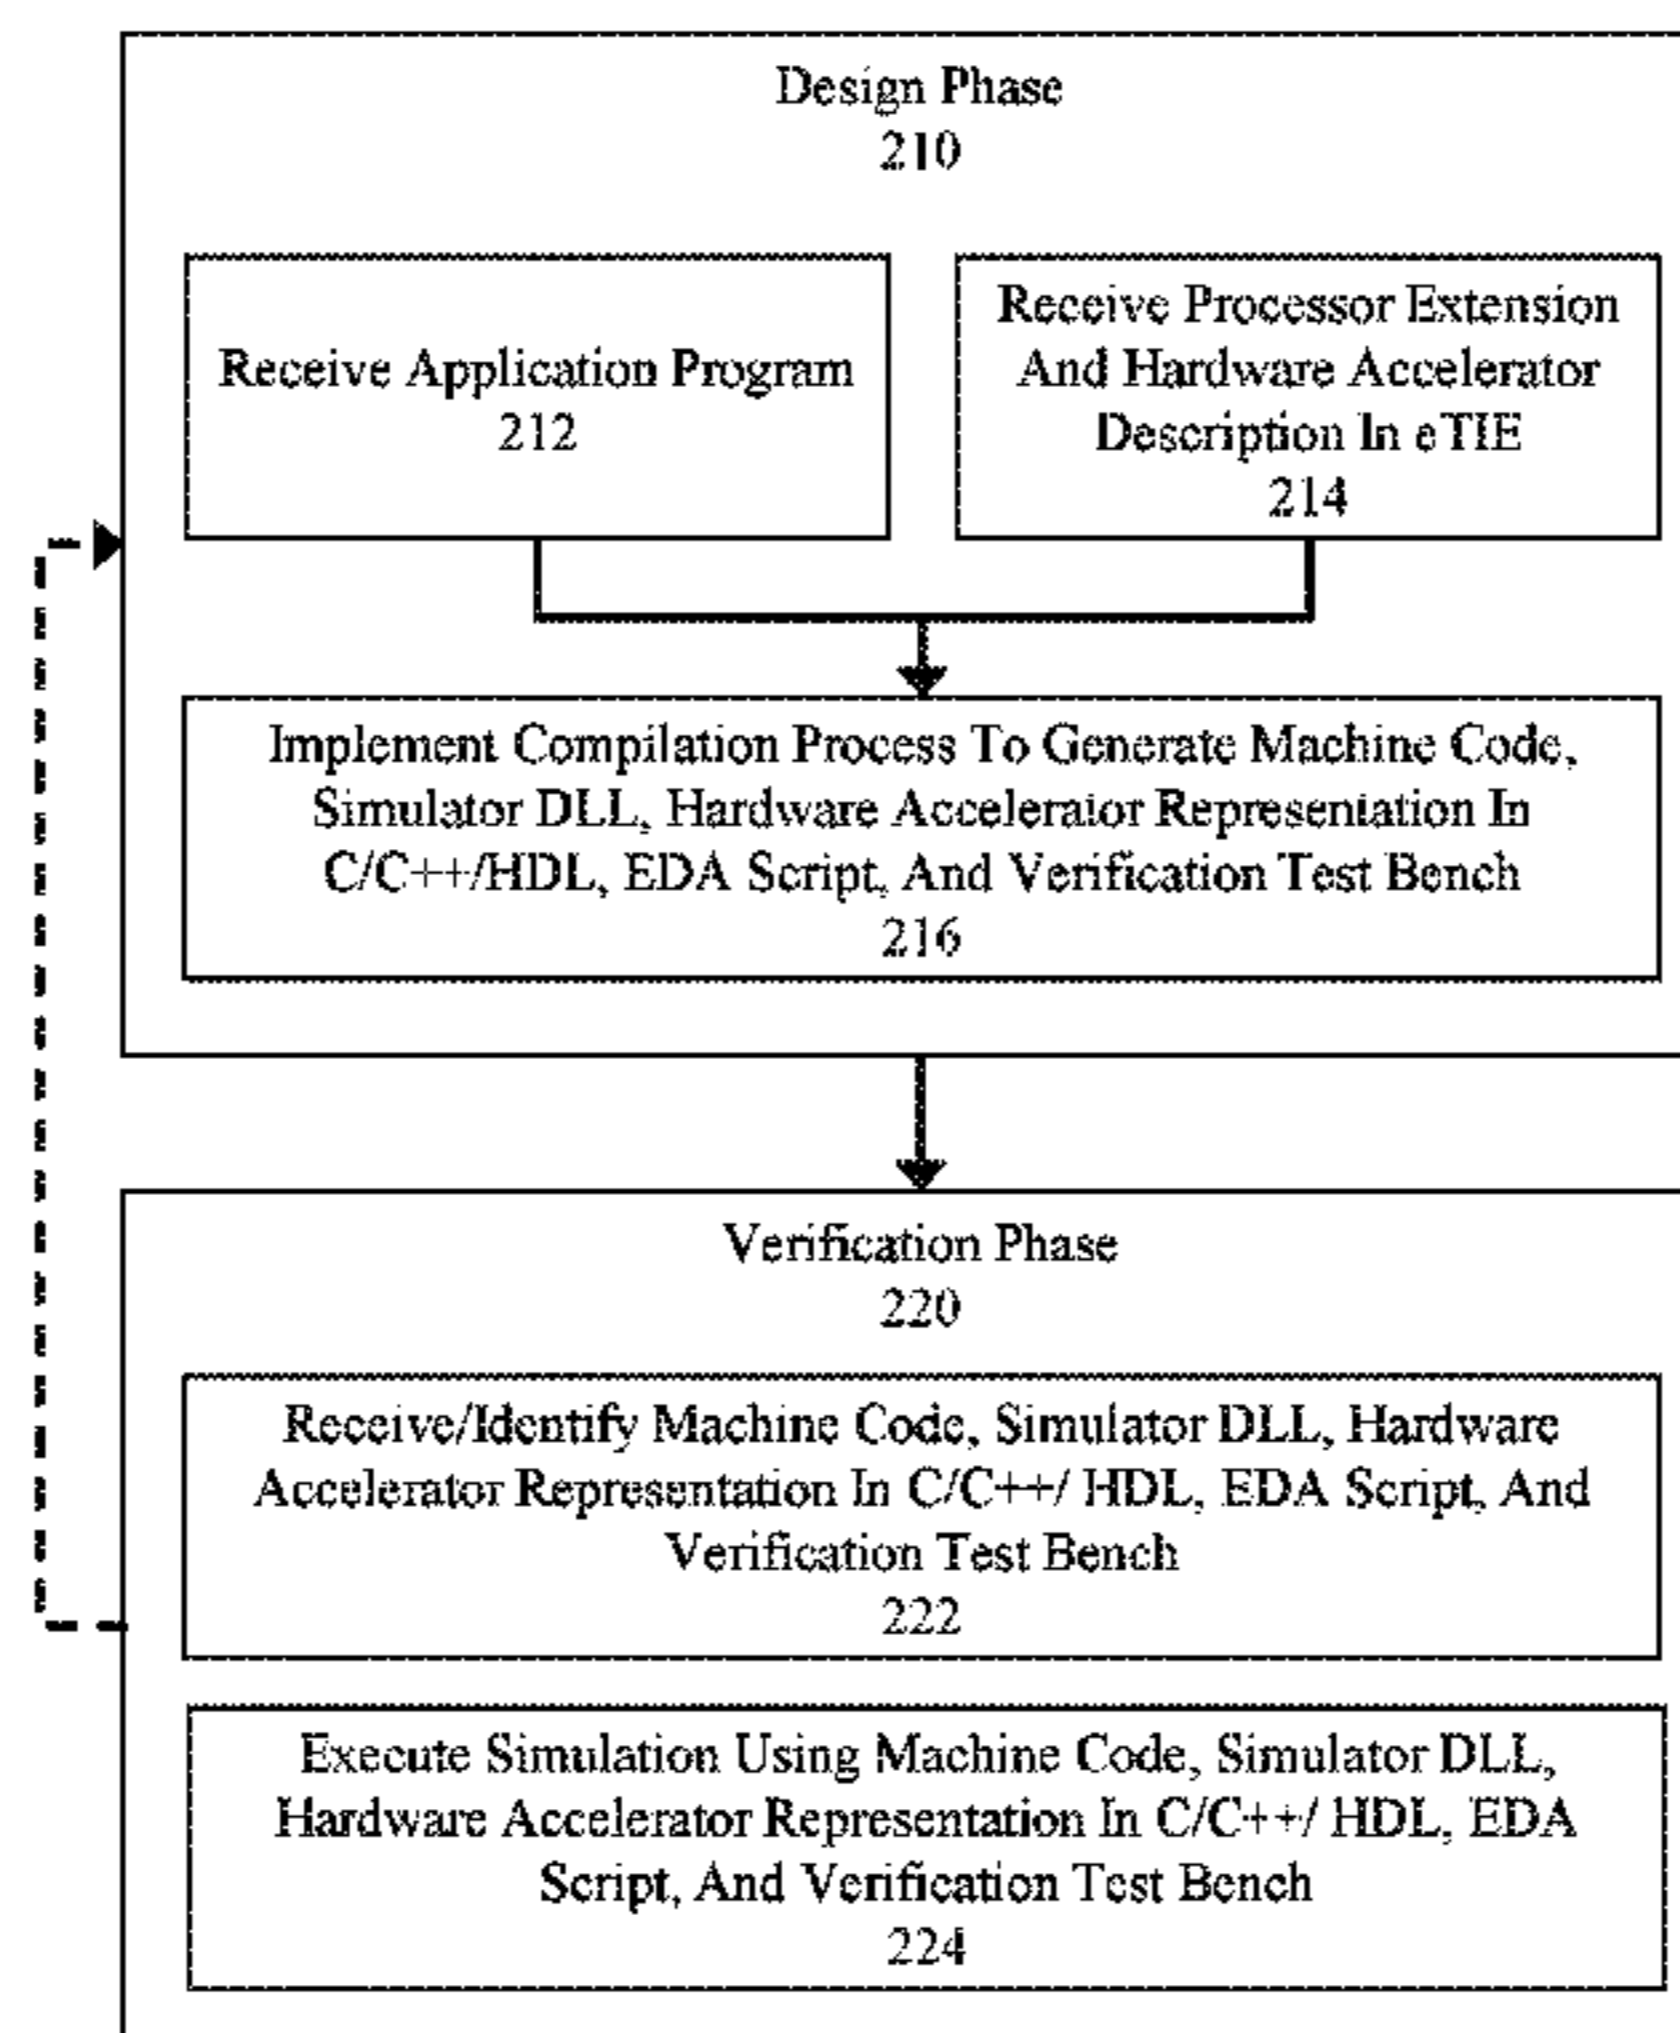 Design Phase
210
Receive Application Program
212
Receive Processor Extension
And Hardware Accelerator
Description In eTIE
214
Implement Compilation Process To Generate Machine Code,
Simulator DLL, Hardware Accelerator Representation In
C/C++/HDL, EDA Script, And Verification Test Bench
216
Verification Phase
220
Receive/Identify Machine Code, Simulator DLL, Hardware
Accelerator Representation In C/C++/ HDL, EDA Script, And
Verification Test Bench
222
Execute Simulation Using Machine Code, Simulator DLL,
Hardware Accelerator Representation In C/C++/ HDL, EDA
Script, And Verification Test Bench
224